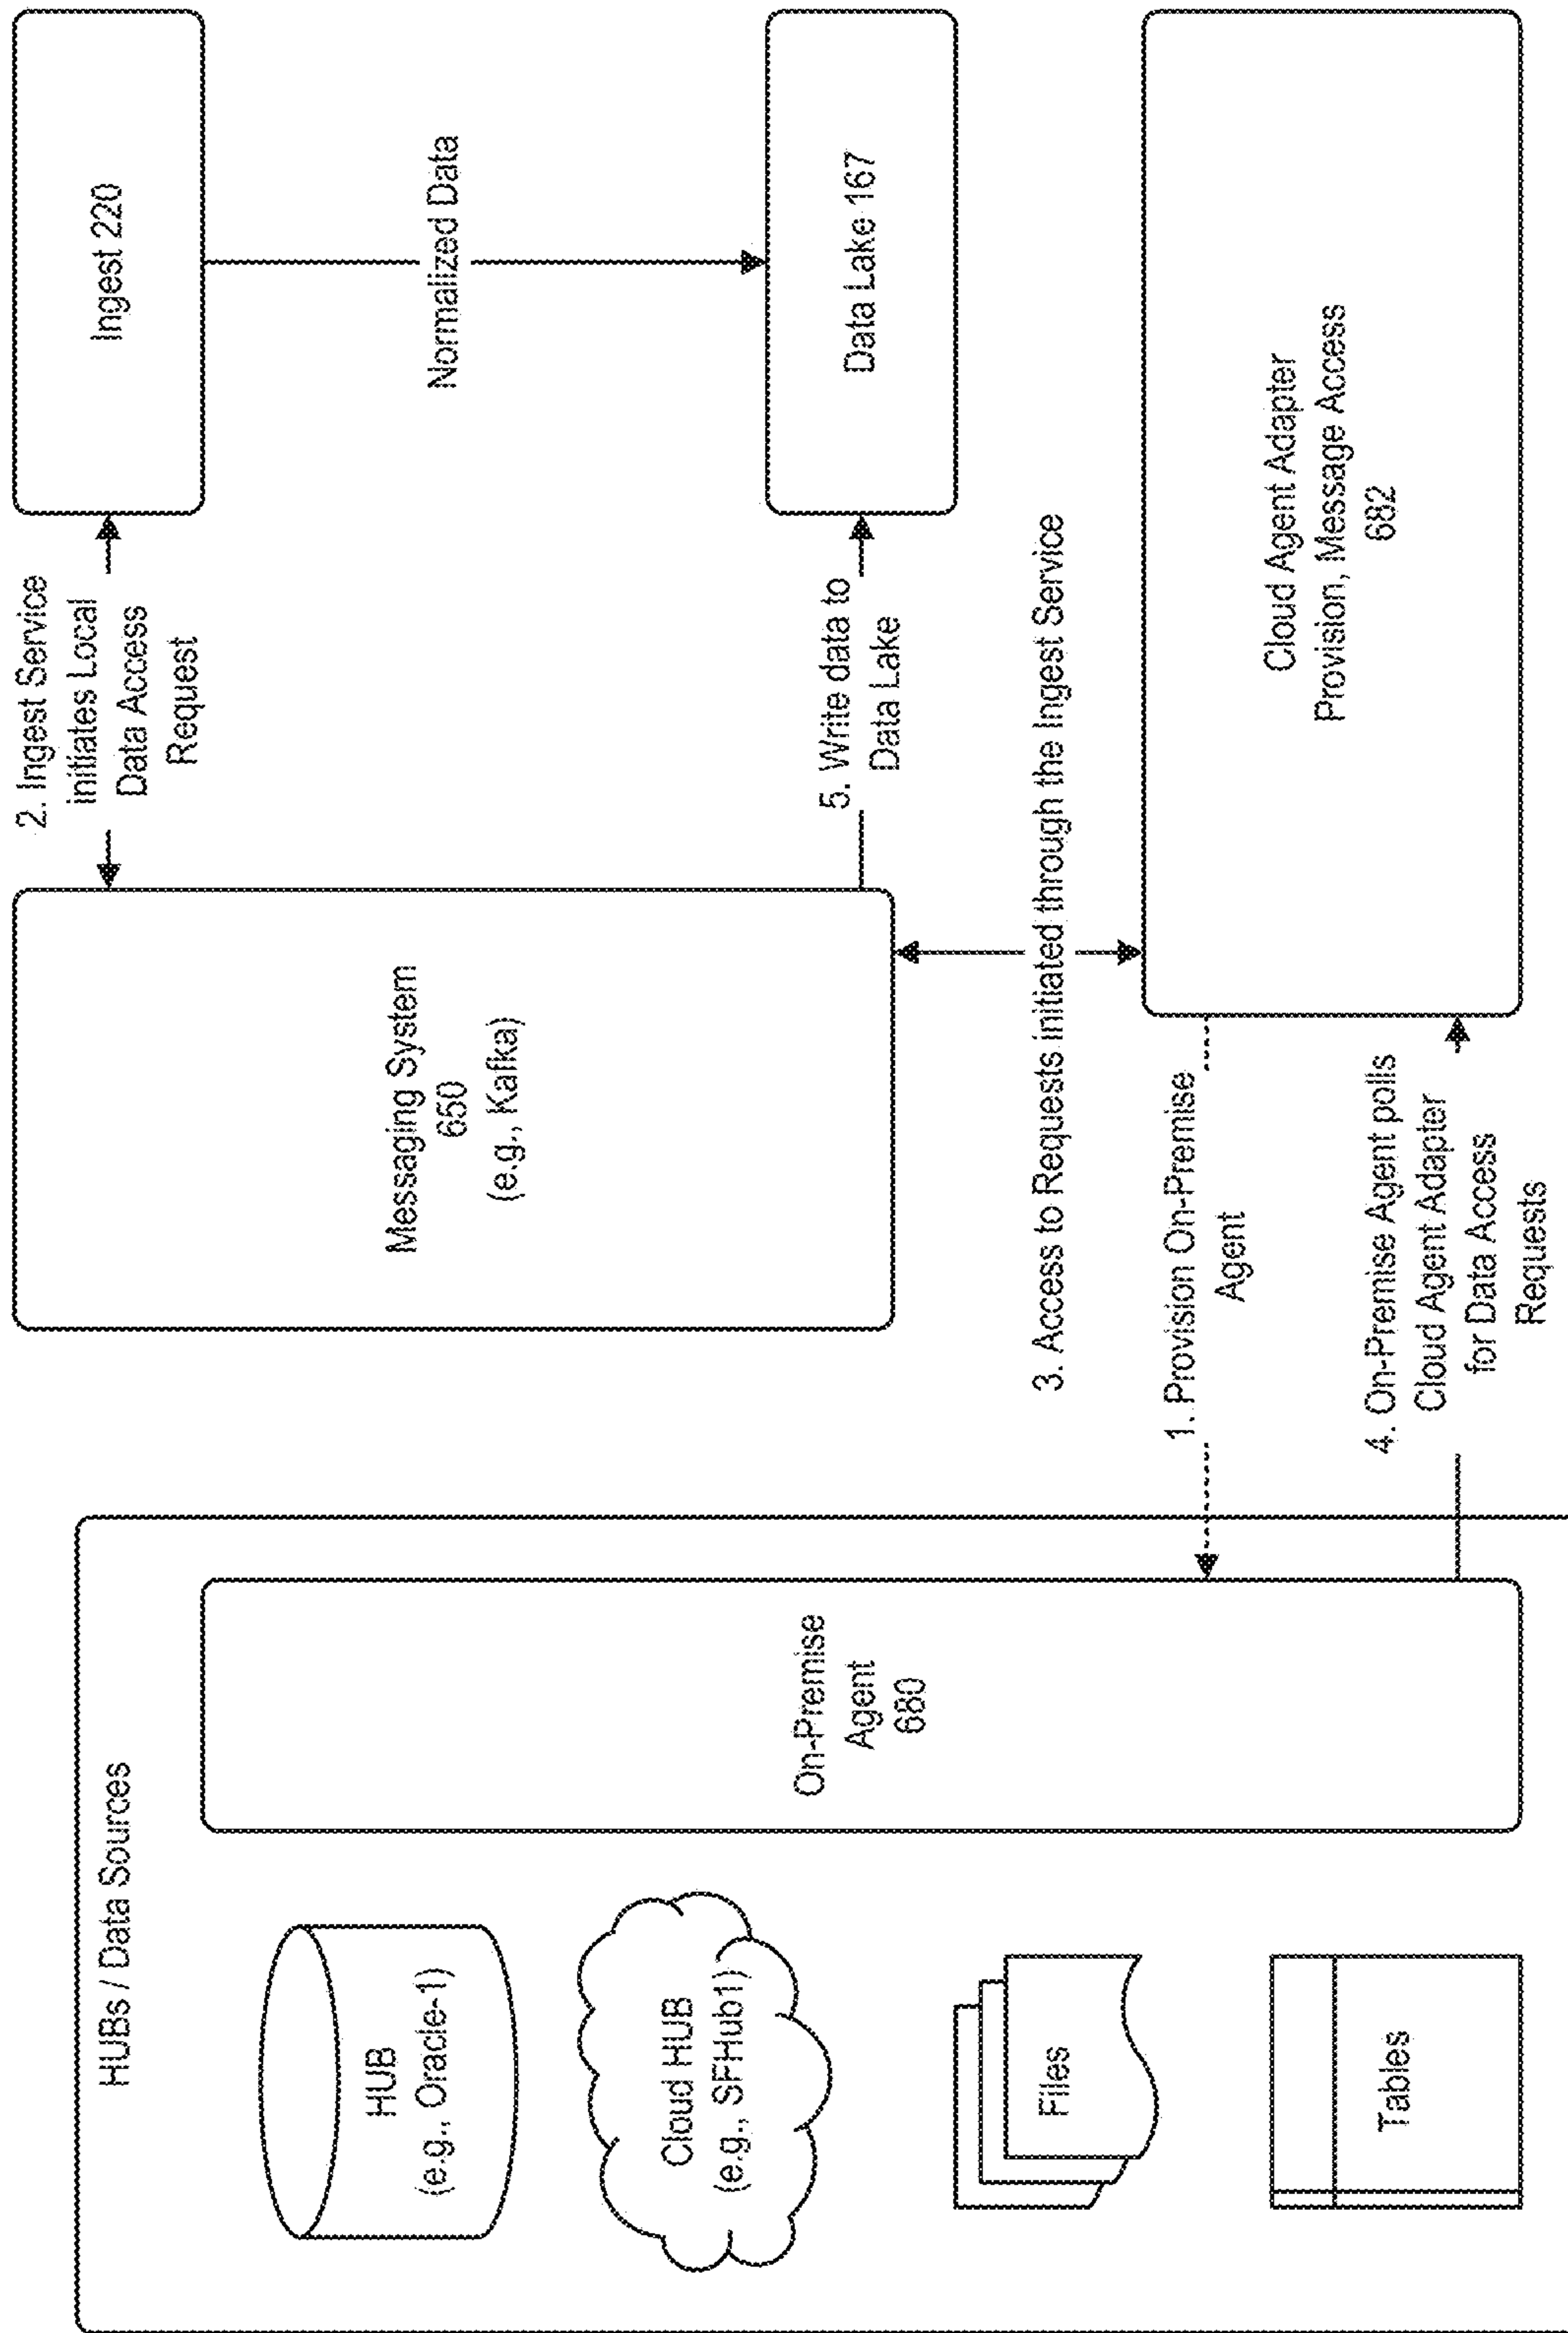 HUBs / Data Sources
HUB
(e.g., Oracle-1)
Cloud HUB
(e.g., SFHub1)
Files
Tables
On-Premise
Agent
680
Messaging System
650
(e.g., Kafka)
2. Ingest Service
initiates Local
Data Access
Request
Ingest 220
Normalized Data
5. Write data to
Data Lake
Data Lake 167
3. Access to Requests initiated through the Ingest Service
1. Provision On-Premise
Agent
4. On-Premise Agent polls
Cloud Agent Adapter
for Data Access
Requests
Cloud Agent Adapter
Provision, Message Access
682